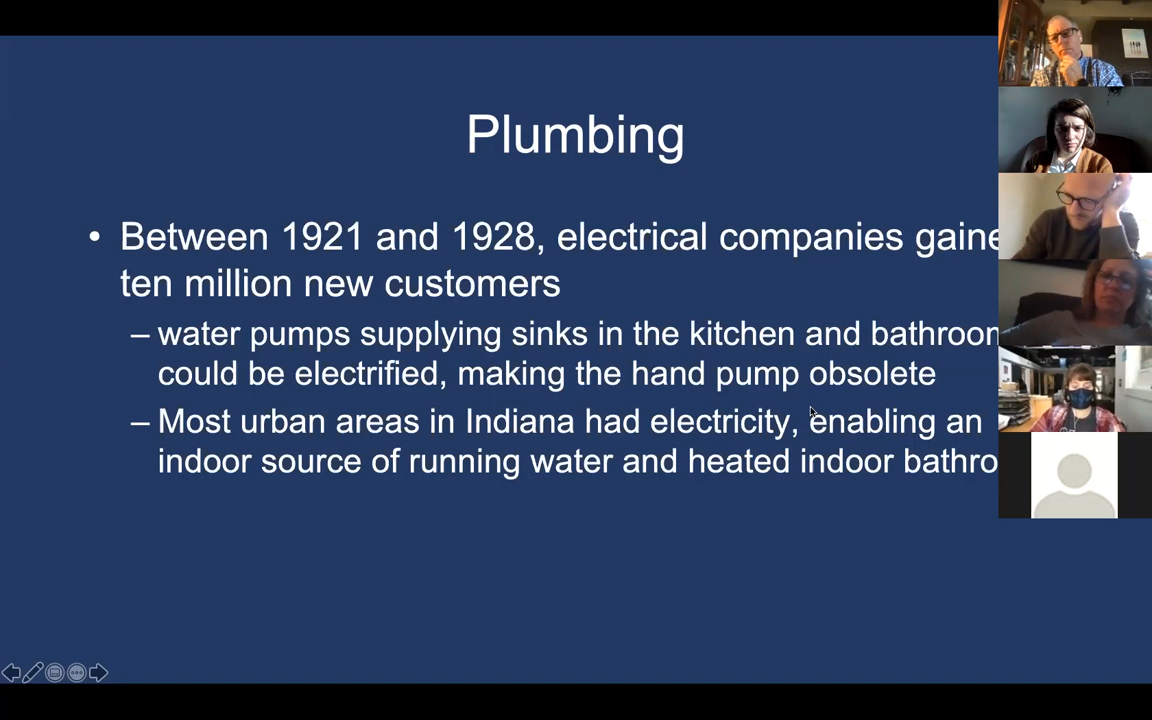 Plumbing
• Between 1921 and 1928, electrical companies gaine
ten million new customers
– water pumps supplying sinks in the kitchen and bathroom
could be electrified, making the hand pump obsolete
– Most urban areas in Indiana had electricity, enabling an
indoor source of running water and heated indoor bathro